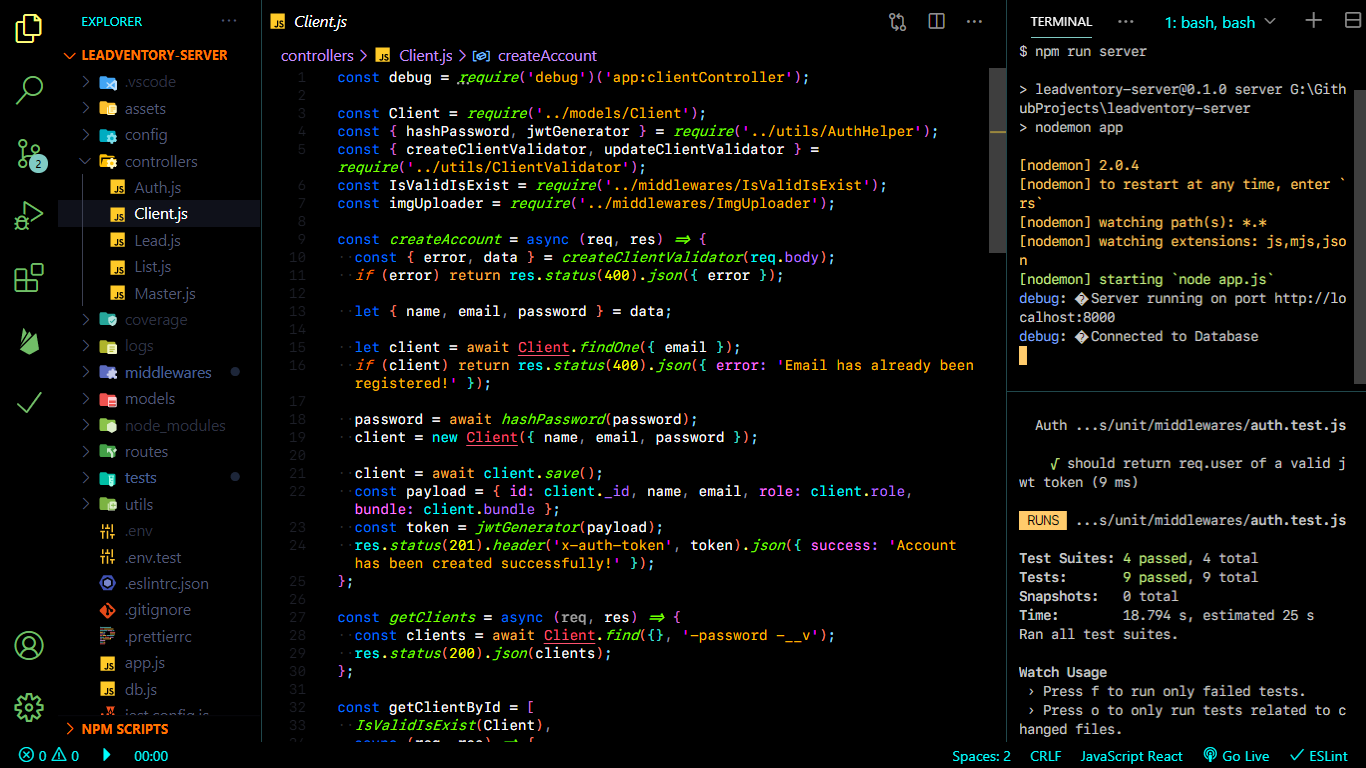 EXPLORER
LEADVENTORY-SERVER
.vscode
assets
config
controllers
JS Auth.js
JS Client.js
JS Lead.js
JS List.js
JS Master.js
coverage
logs
middlewares
models
node_modules
routes
tests
utils
.env
.env.test
.eslintrc.json
.gitignore
.prettierrc
JS app.js
JS db.js
jest.config.js
NPM SCRIPTS
2
JS Client.js
controllers > JS Client.js > createAccount
1 const debug = require('debug')('app:clientController');
2
3 const Client = require('../models/Client');
4 const { hashPassword, jwtGenerator } = require('../utils/AuthHelper');
5 const { createClientValidator, updateClientValidator } =
require('../utils/ClientValidator');
6 const IsValidIsExist = require('../middlewares/IsValidIsExist');
7 const imgUploader = require('../middlewares/ImgUploader');
8
9 const createAccount = async (req, res) => {
10 const { error, data } = createClientValidator(req.body);
11 if (error) return res.status(400).json({ error });
12
13 let { name, email, password } = data;
14
15 let client = await Client.findOne({ email });
16 if (client) return res.status(400).json({ error: 'Email has already been
registered!' });
17
18 password = await hashPassword(password);
19 client = new Client({ name, email, password });
20
21 client = await client.save();
22 const payload = { id: client._id, name, email, role: client.role,
bundle: client.bundle };
23 const token = jwtGenerator(payload);
24 res.status(201).header('x-auth-token', token).json({ success: 'Account
has been created successfully!' });
25 };
26
27 const getClients = async (req, res) => {
28 const clients = await Client.find({}, '-password -__v');
29 res.status(200).json(clients);
30 };
31
32 const getClientById = [
33 IsValidIsExist(Client),
34 async (req, res) => {
TERMINAL
1: bash, bash
$ npm run server
> leadventory-server@0.1.0 server G:\Gith
ubProjects\leadventory-server
> nodemon app
[nodemon] 2.0.4
[nodemon] to restart at any time, enter `
rs`
[nodemon] watching path(s): *.*
[nodemon] watching extensions: js,mjs,jso
n
[nodemon] starting `node app.js`
debug: �Server running on port http://lo
calhost:8000
debug: �Connected to Database
Auth ...s/unit/middlewares/auth.test.js
√ should return req.user of a valid j
wt token (9 ms)
RUNS ...s/unit/middlewares/auth.test.js
Test Suites: 4 passed, 4 total
Tests: 9 passed, 9 total
Snapshots: 0 total
Time: 18.794 s, estimated 25 s
Ran all test suites.
Watch Usage
› Press f to run only failed tests.
› Press o to only run tests related to c
hanged files.
0 0 00:00 Spaces: 2 CRLF JavaScript React Go Live ESLint